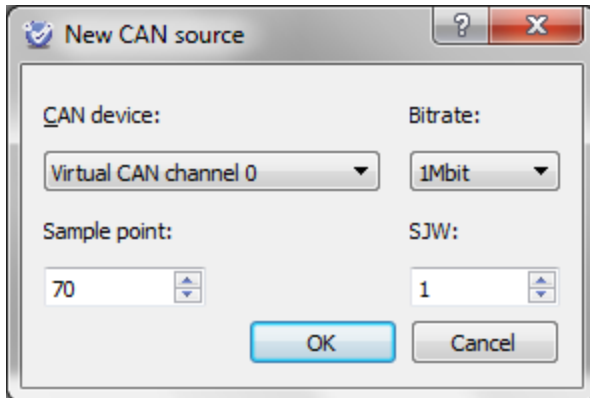 New CAN source
CAN device: Bitrate:
Virtual CAN channel 0 1Mbit
Sample point: SJW:
70 1
OK Cancel